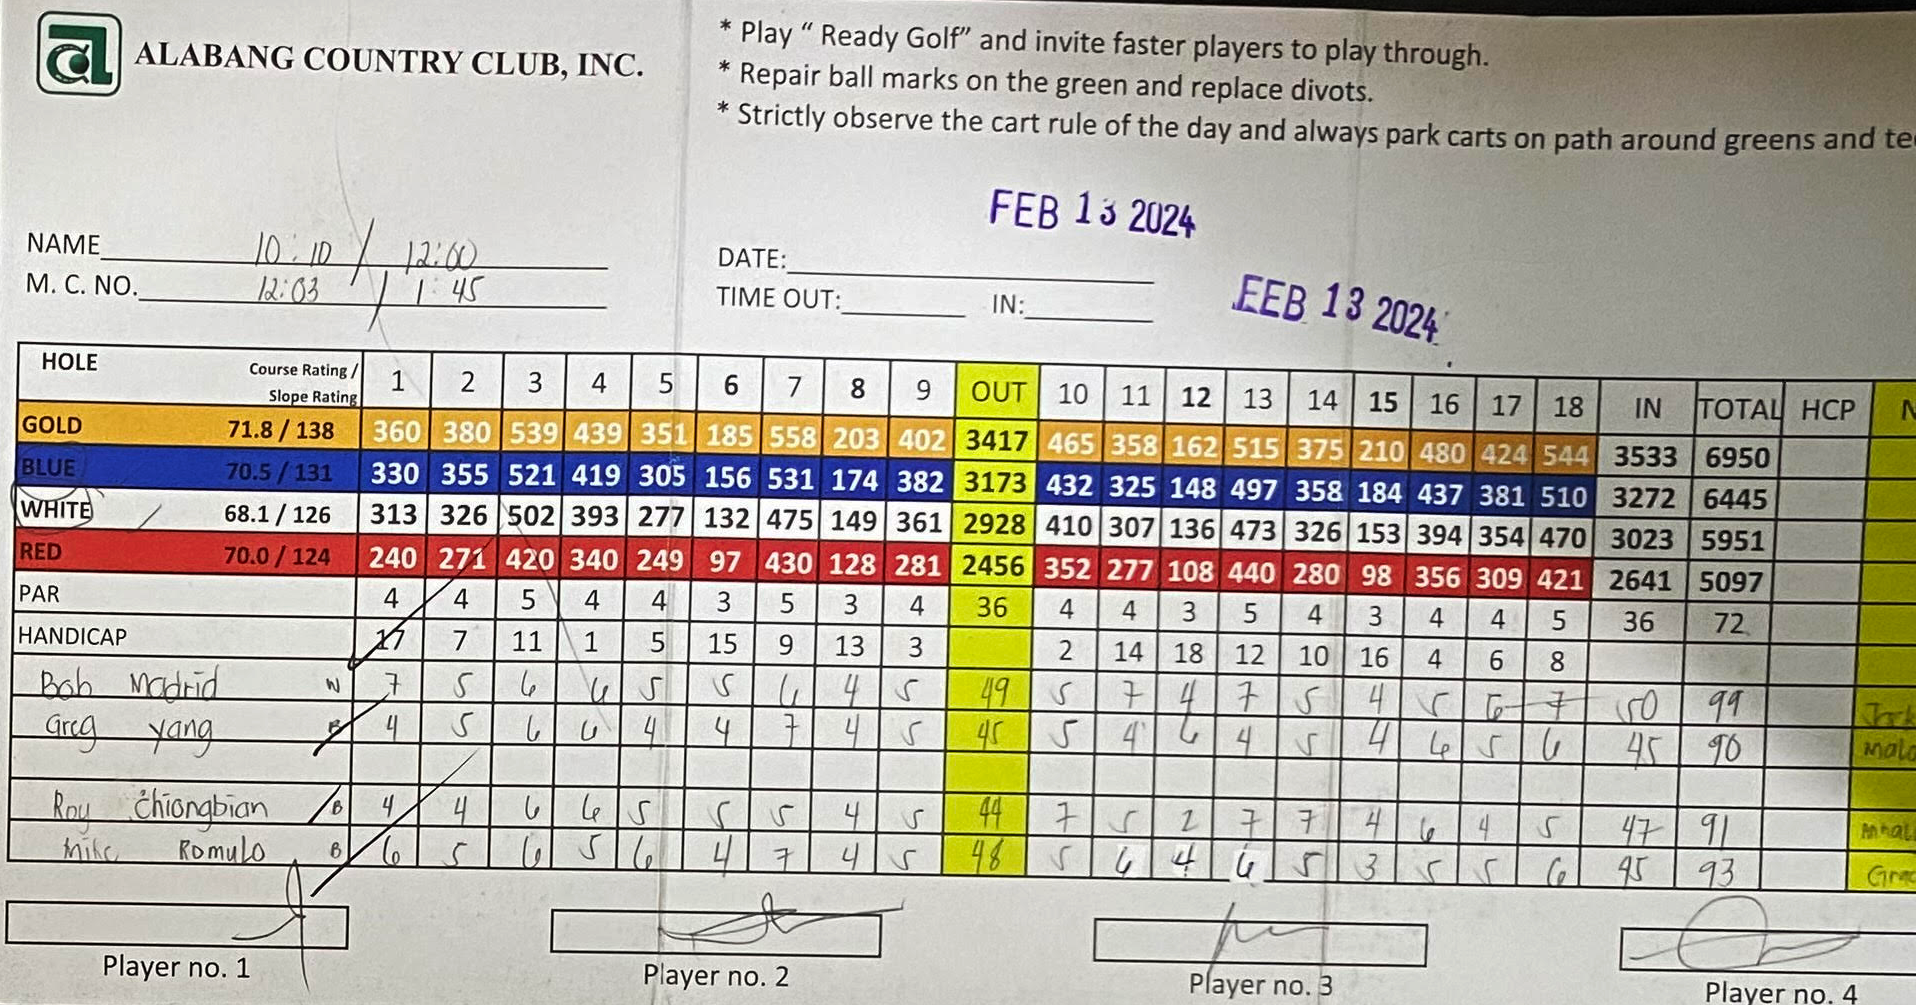 ALABANG COUNTRY CLUB, INC.
* Play “ Ready Golf” and invite faster players to play through.
* Repair ball marks on the green and replace divots.
* Strictly observe the cart rule of the day and always park carts on path around greens and
FEB 13 2024
NAME 10:10 / 12:00
M. C. NO. 12:03 / 1:45
DATE:
TIME OUT: IN:
FEB 13 2024
HOLE Course Rating / Slope Rating 1 2 3 4 5 6 7 8 9 OUT 10 11 12 13 14 15 16 17 18 IN TOTAL HCP
GOLD 71.8 / 138 360 380 539 439 351 185 558 203 402 3417 465 358 162 515 375 210 480 424 544 3533 6950
BLUE 70.5 / 131 330 355 521 419 305 156 531 174 382 3173 432 325 148 497 358 184 437 381 510 3272 6445
WHITE 68.1 / 126 313 326 502 393 277 132 475 149 361 2928 410 307 136 473 326 153 394 354 470 3023 5951
RED 70.0 / 124 240 271 420 340 249 97 430 128 281 2456 352 277 108 440 280 98 356 309 421 2641 5097
PAR 4 4 5 4 4 3 5 3 4 36 4 4 3 5 4 3 4 4 5 36 72
HANDICAP 17 7 11 1 5 15 9 13 3 2 14 18 12 10 16 4 6 8
Bob Madrid W 7 5 6 6 5 5 6 4 5 49 5 7 4 7 5 4 5 6 7 50 99
Greg Yang B 4 5 6 6 4 4 7 4 5 45 5 4 6 4 5 4 6 5 6 45 90
Roy Chiongbian B 4 4 6 6 5 5 5 4 5 44 7 5 2 7 7 4 6 4 5 47 91
Mike Romulo B 6 5 6 5 6 4 7 4 5 48 5 6 4 6 5 3 5 5 6 45 93
Player no. 1 Player no. 2 Player no. 3 Player no. 4